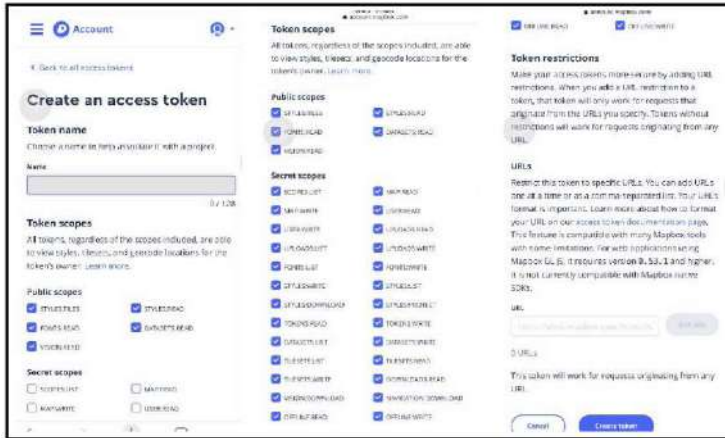 Account
Back to all access tokens
Create an access token
Token name
Choose a name to help associate it with a project.
Name
0 / 128
Token scopes
All tokens, regardless of the scopes included, are able
to view styles, tilesets, and geocode locations for the
token's owner. Learn more.
Public scopes
STYLES:TILES STYLES:READ
FONTS:READ DATASETS:READ
VISION:READ
Secret scopes
SCOPES:LIST MAP:READ
MAP:WRITE USER:READ
account.mapbox.com
Token scopes
All tokens, regardless of the scopes included, are able
to view styles, tilesets, and geocode locations for the
token's owner. Learn more.
Public scopes
STYLES:TILES STYLES:READ
FONTS:READ DATASETS:READ
VISION:READ
Secret scopes
SCOPES:LIST MAP:READ
MAP:WRITE USER:READ
USER:WRITE UPLOADS:READ
UPLOADS:LIST UPLOADS:WRITE
FONTS:LIST FONTS:WRITE
STYLES:WRITE STYLES:LIST
STYLES:DOWNLOAD STYLES:PROTECT
TOKENS:READ TOKENS:WRITE
DATASETS:LIST DATASETS:WRITE
TILESETS:LIST TILESETS:READ
TILESETS:WRITE DOWNLOADS:READ
VISION:DOWNLOAD NAVIGATION:DOWNLOAD
OFFLINE:READ OFFLINE:WRITE
account.mapbox.com
OFFLINE:READ OFFLINE:WRITE
Token restrictions
Make your access tokens more secure by adding URL
restrictions. When you add a URL restriction to a
token, that token will only work for requests that
originate from the URLs you specify. Tokens without
restrictions will work for requests originating from any
URL.
URLs
Restrict this token to specific URLs. You can add URLs
one at a time or as a comma-separated list. Your URL's
format is important. Learn more about how to format
your URL on our access token documentation page.
This feature is compatible with many Mapbox tools
with some limitations. For web applications using
Mapbox GL JS, it requires version 0.53.1 and higher.
It is not currently compatible with Mapbox native
SDKs.
URL
0 URLs
This token will work for requests originating from any
URL.
Cancel Create token